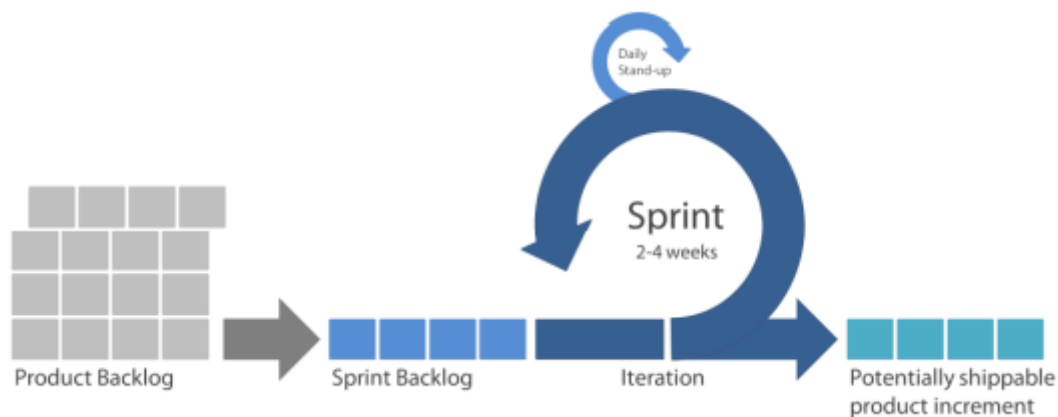 Daily
Stand-up
Sprint
2-4 weeks
Product Backlog
Sprint Backlog
Iteration
Potentially shippable
product increment